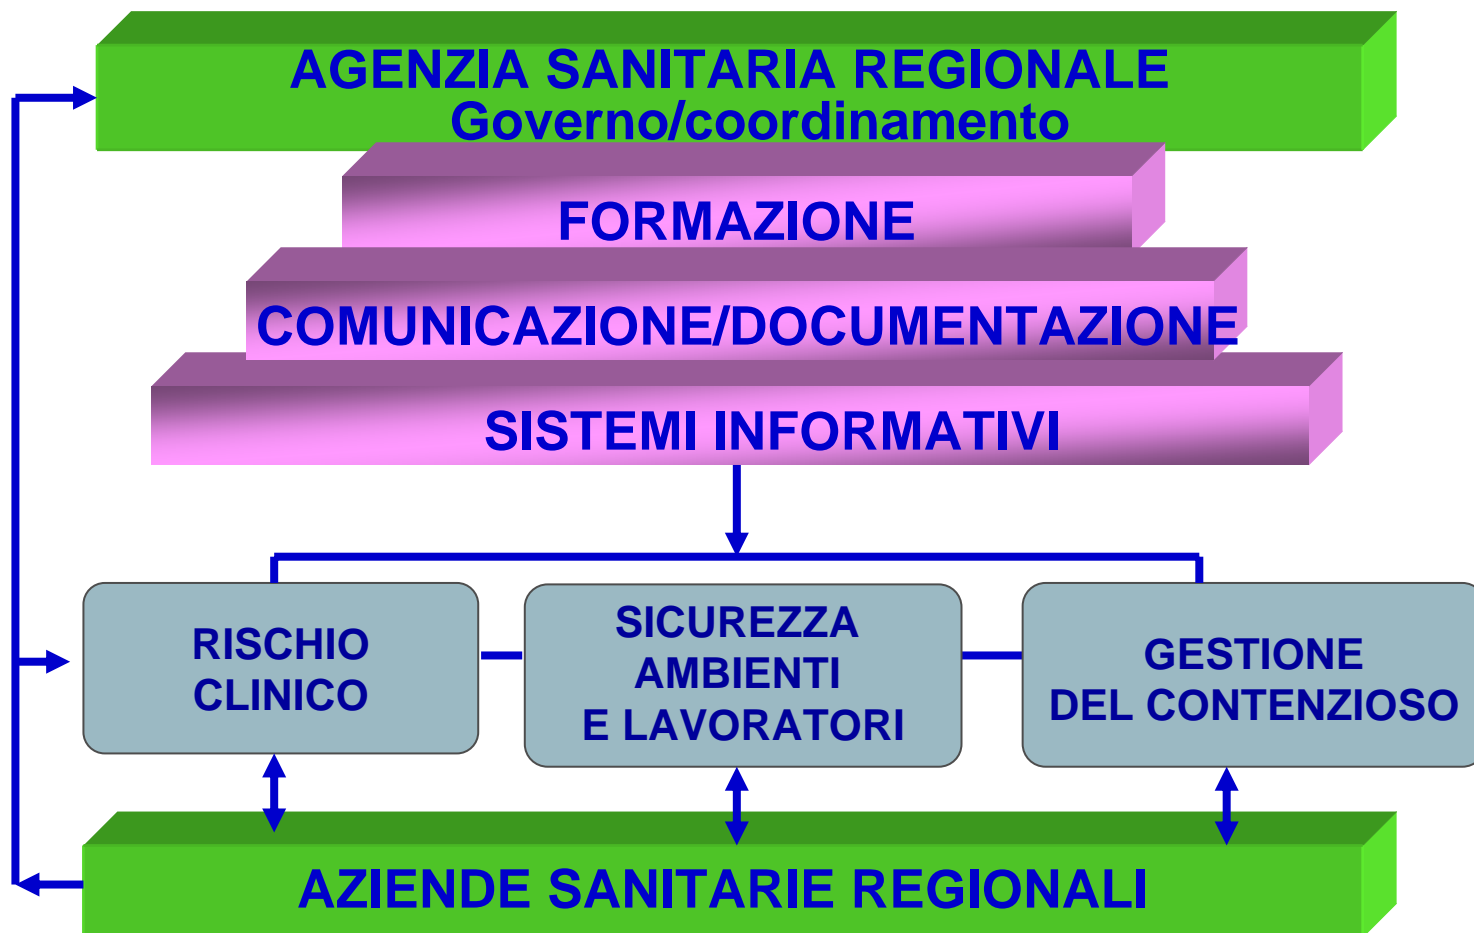 AGENZIA SANITARIA REGIONALE
Governo/coordinamento
FORMAZIONE
COMUNICAZIONE/DOCUMENTAZIONE
SISTEMI INFORMATIVI
RISCHIO
CLINICO
SICUREZZA
AMBIENTI
E LAVORATORI
GESTIONE
DEL CONTENZIOSO
AZIENDE SANITARIE REGIONALI